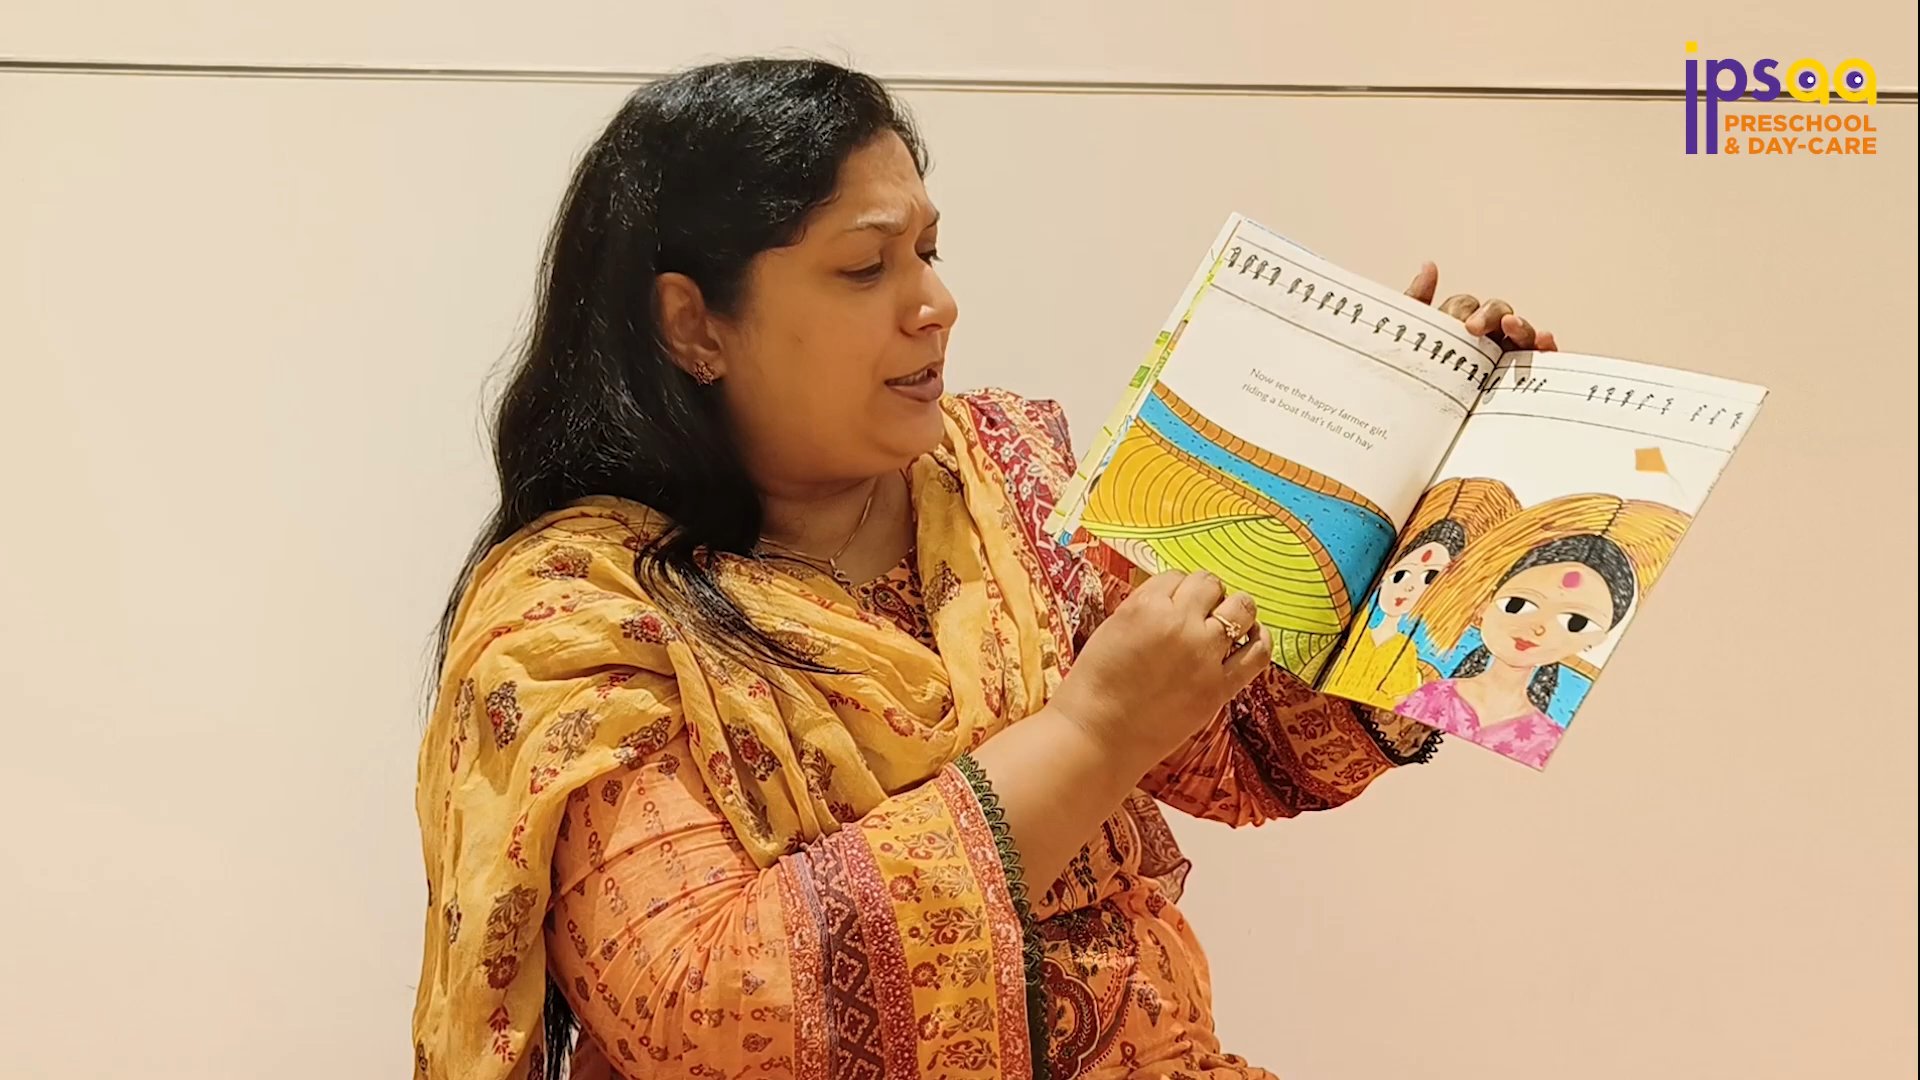 ipsaa
PRESCHOOL
& DAY-CARE
Now see the happy farmer girl,
riding a boat that's full of hay.